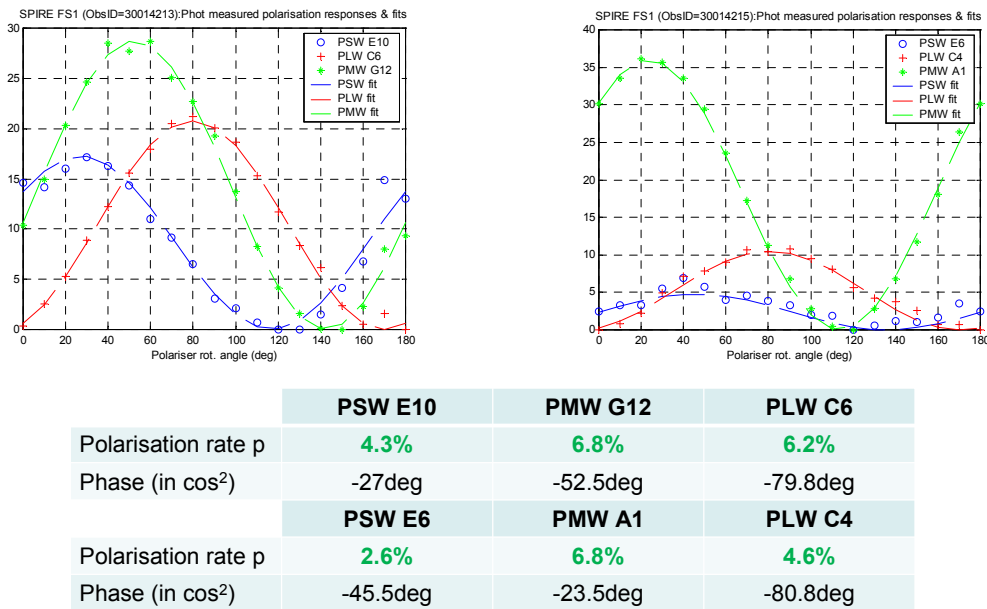 SPIRE FS1 (ObsID=30014213):Phot measured polarisation responses & fits
30
25
20
15
10
5
0
0 20 40 60 80 100 120 140 160 180
Polariser rot. angle (deg)
PSW E10
PLW C6
PMW G12
PSW fit
PLW fit
PMW fit
SPIRE FS1 (ObsID=30014215):Phot measured polarisation responses & fits
40
35
30
25
20
15
10
5
0
0 20 40 60 80 100 120 140 160 180
Polariser rot. angle (deg)
PSW E6
PLW C4
PMW A1
PSW fit
PLW fit
PMW fit
PSW E10 PMW G12 PLW C6
Polarisation rate p 4.3% 6.8% 6.2%
Phase (in cos²) -27deg -52.5deg -79.8deg
PSW E6 PMW A1 PLW C4
Polarisation rate p 2.6% 6.8% 4.6%
Phase (in cos²) -45.5deg -23.5deg -80.8deg